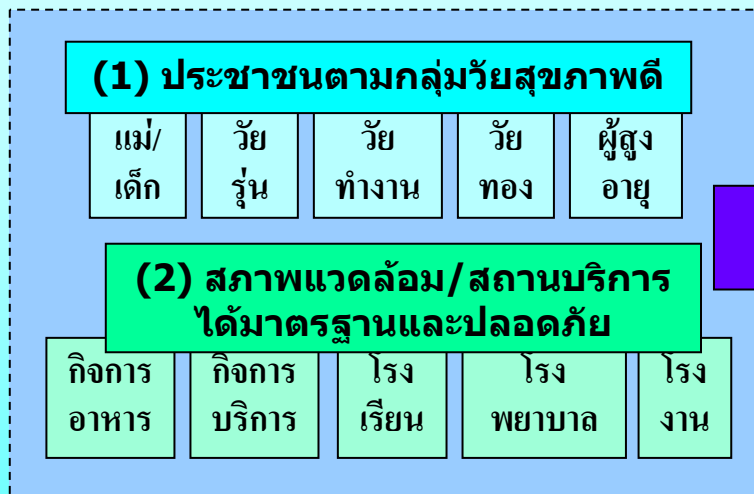 (1) ประชาชนตามกลุ่มวัยสุขภาพดี
แม่/
เด็ก
วัย
รุ่น
วัย
ทำงาน
วัย
ทอง
ผู้สูง
อายุ
(2) สภาพแวดล้อม/สถานบริการ
ได้มาตรฐานและปลอดภัย
กิจการ
อาหาร
กิจการ
บริการ
โรง
เรียน
โรง
พยาบาล
โรง
งาน